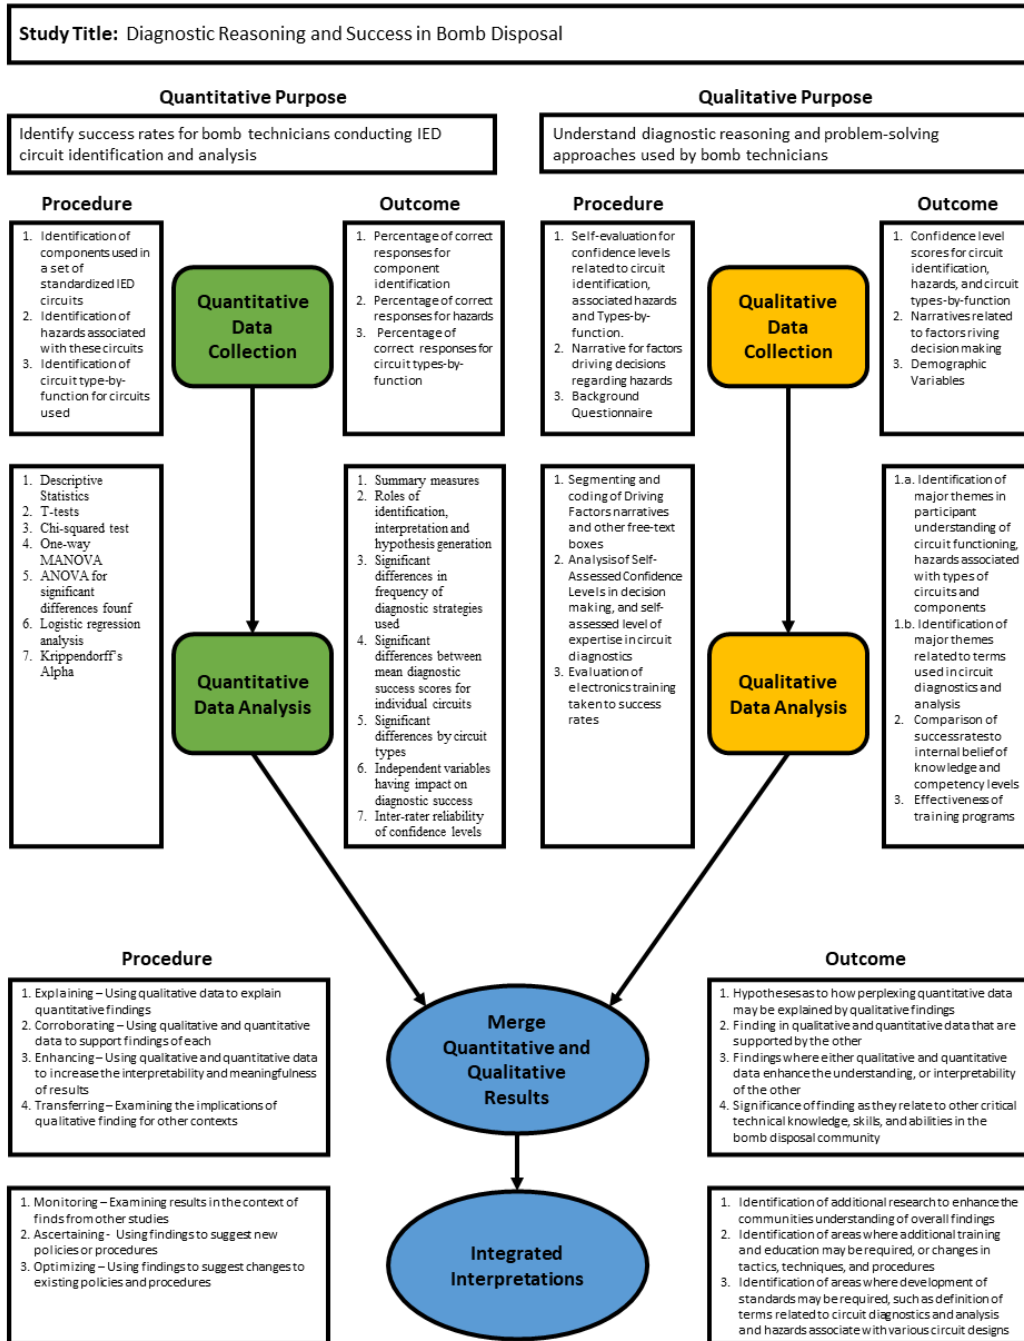 Study Title: Diagnostic Reasoning and Success in Bomb Disposal
Quantitative Purpose
Identify success rates for bomb technicians conducting IED
circuit identification and analysis
Qualitative Purpose
Understand diagnostic reasoning and problem-solving
approaches used by bomb technicians
Procedure
1. Identification of
components used in
a set of
standardized IED
circuits
2. Identification of
hazards associated
with these circuits
3. Identification of
circuit type-by-
function for circuits
used
Quantitative
Data
Collection
Outcome
1. Percentage of correct
responses for
component
identification
2. Percentage of correct
responses for hazards
3. Percentage of
correct responses for
circuit types-by-
function
Procedure
1. Self-evaluation for
confidence levels
related to circuit
identification,
associated hazards
and Types-by-
function.
2. Narrative for factors
driving decisions
regarding hazards
3. Background
Questionnaire
Qualitative
Data
Collection
Outcome
1. Confidence level
scores for circuit
identification,
hazards, and circuit
types-by-function
2. Narratives related
to factors riving
decision making
3. Demographic
Variables
1. Descriptive
Statistics
2. T-tests
3. Chi-squared test
4. One-way
MANOVA
5. ANOVA for
significant
differences founf
6. Logistic regression
analysis
7. Krippendorff's
Alpha
Quantitative
Data Analysis
1. Summary measures
2. Roles of
identification,
interpretation and
hypothesis generation
3. Significant
differences in
frequency of
diagnostic strategies
used
4. Significant
differences between
mean diagnostic
success scores for
individual circuits
5. Significant
differences by circuit
types
6. Independent variables
having impact on
diagnostic success
7. Inter-rater reliability
of confidence levels
1. Segmenting and
coding of Driving
Factors narratives
and other free-text
boxes
2. Analysis of Self-
Assessed Confidence
Levels in decision
making, and self-
assessed level of
expertise in circuit
diagnostics
3. Evaluation of
electronics training
taken to success
rates
Qualitative
Data Analysis
1.a. Identification of
major themes in
participant
understanding of
circuit functioning,
hazards associated
with types of
circuits and
components
1.b. Identification of
major themes
related to terms
used in circuit
diagnostics and
analysis
2. Comparison of
success rates to
internal belief of
knowledge and
competency levels
3. Effectiveness of
training programs
Procedure
1. Explaining – Using qualitative data to explain
quantitative findings
2. Corroborating – Using qualitative and quantitative
data to support findings of each
3. Enhancing – Using qualitative and quantitative data
to increase the interpretability and meaningfulness
of results
4. Transferring – Examining the implications of
qualitative finding for other contexts
Merge
Quantitative and
Qualitative
Results
Outcome
1. Hypotheses as to how perplexing quantitative data
may be explained by qualitative findings
2. Finding in qualitative and quantitative data that are
supported by the other
3. Findings where either qualitative and quantitative
data enhance the understanding, or interpretability
of the other
4. Significance of finding as they relate to other critical
technical knowledge, skills, and abilities in the
bomb disposal community
1. Monitoring – Examining results in the context of
finds from other studies
2. Ascertaining - Using findings to suggest new
policies or procedures
3. Optimizing – Using findings to suggest changes to
existing policies and procedures
Integrated
Interpretations
1. Identification of additional research to enhance the
communities understanding of overall findings
2. Identification of areas where additional training
and education may be required, or changes in
tactics, techniques, and procedures
3. Identification of areas where development of
standards may be required, such as definition of
terms related to circuit diagnostics and analysis
and hazards associate with various circuit designs